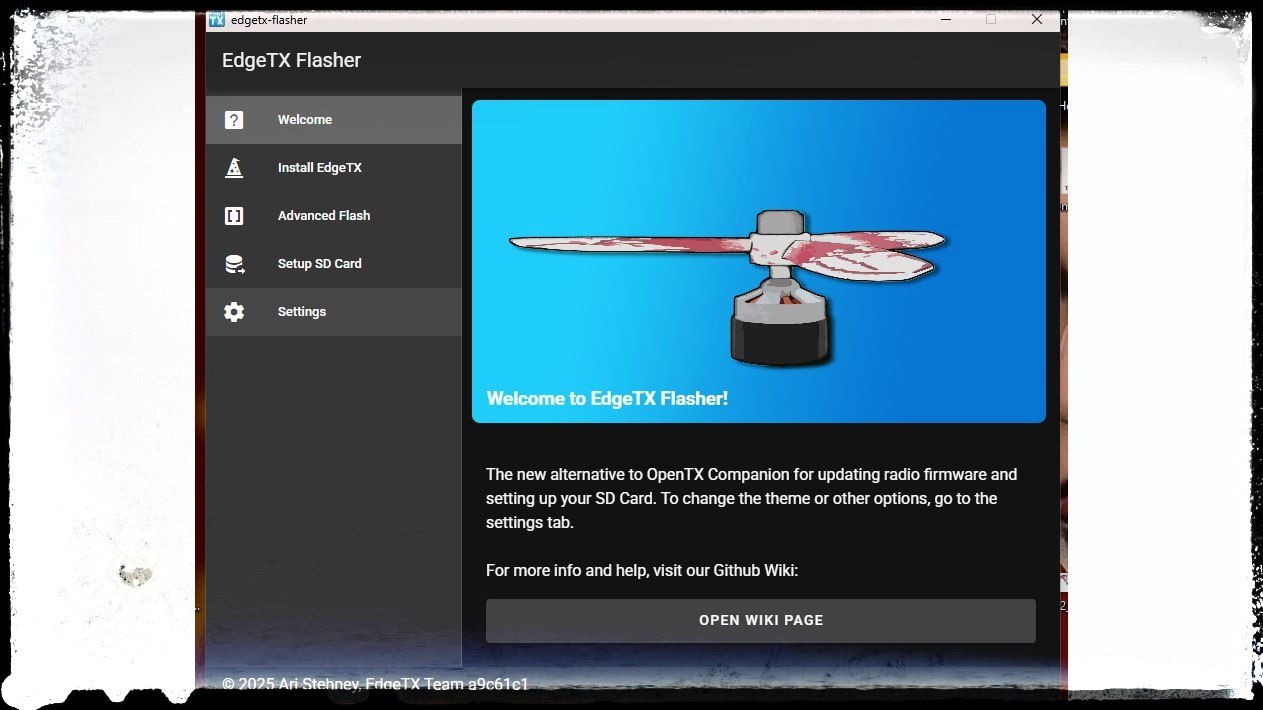 TX edgetx-flasher
EdgeTX Flasher
Welcome
Install EdgeTX
Advanced Flash
Setup SD Card
Settings
Welcome to EdgeTX Flasher!
The new alternative to OpenTX Companion for updating radio firmware and
setting up your SD Card. To change the theme or other options, go to the
settings tab.
For more info and help, visit our Github Wiki:
OPEN WIKI PAGE
© 2025 Ari Stehney, EdgeTX Team a9c61c1